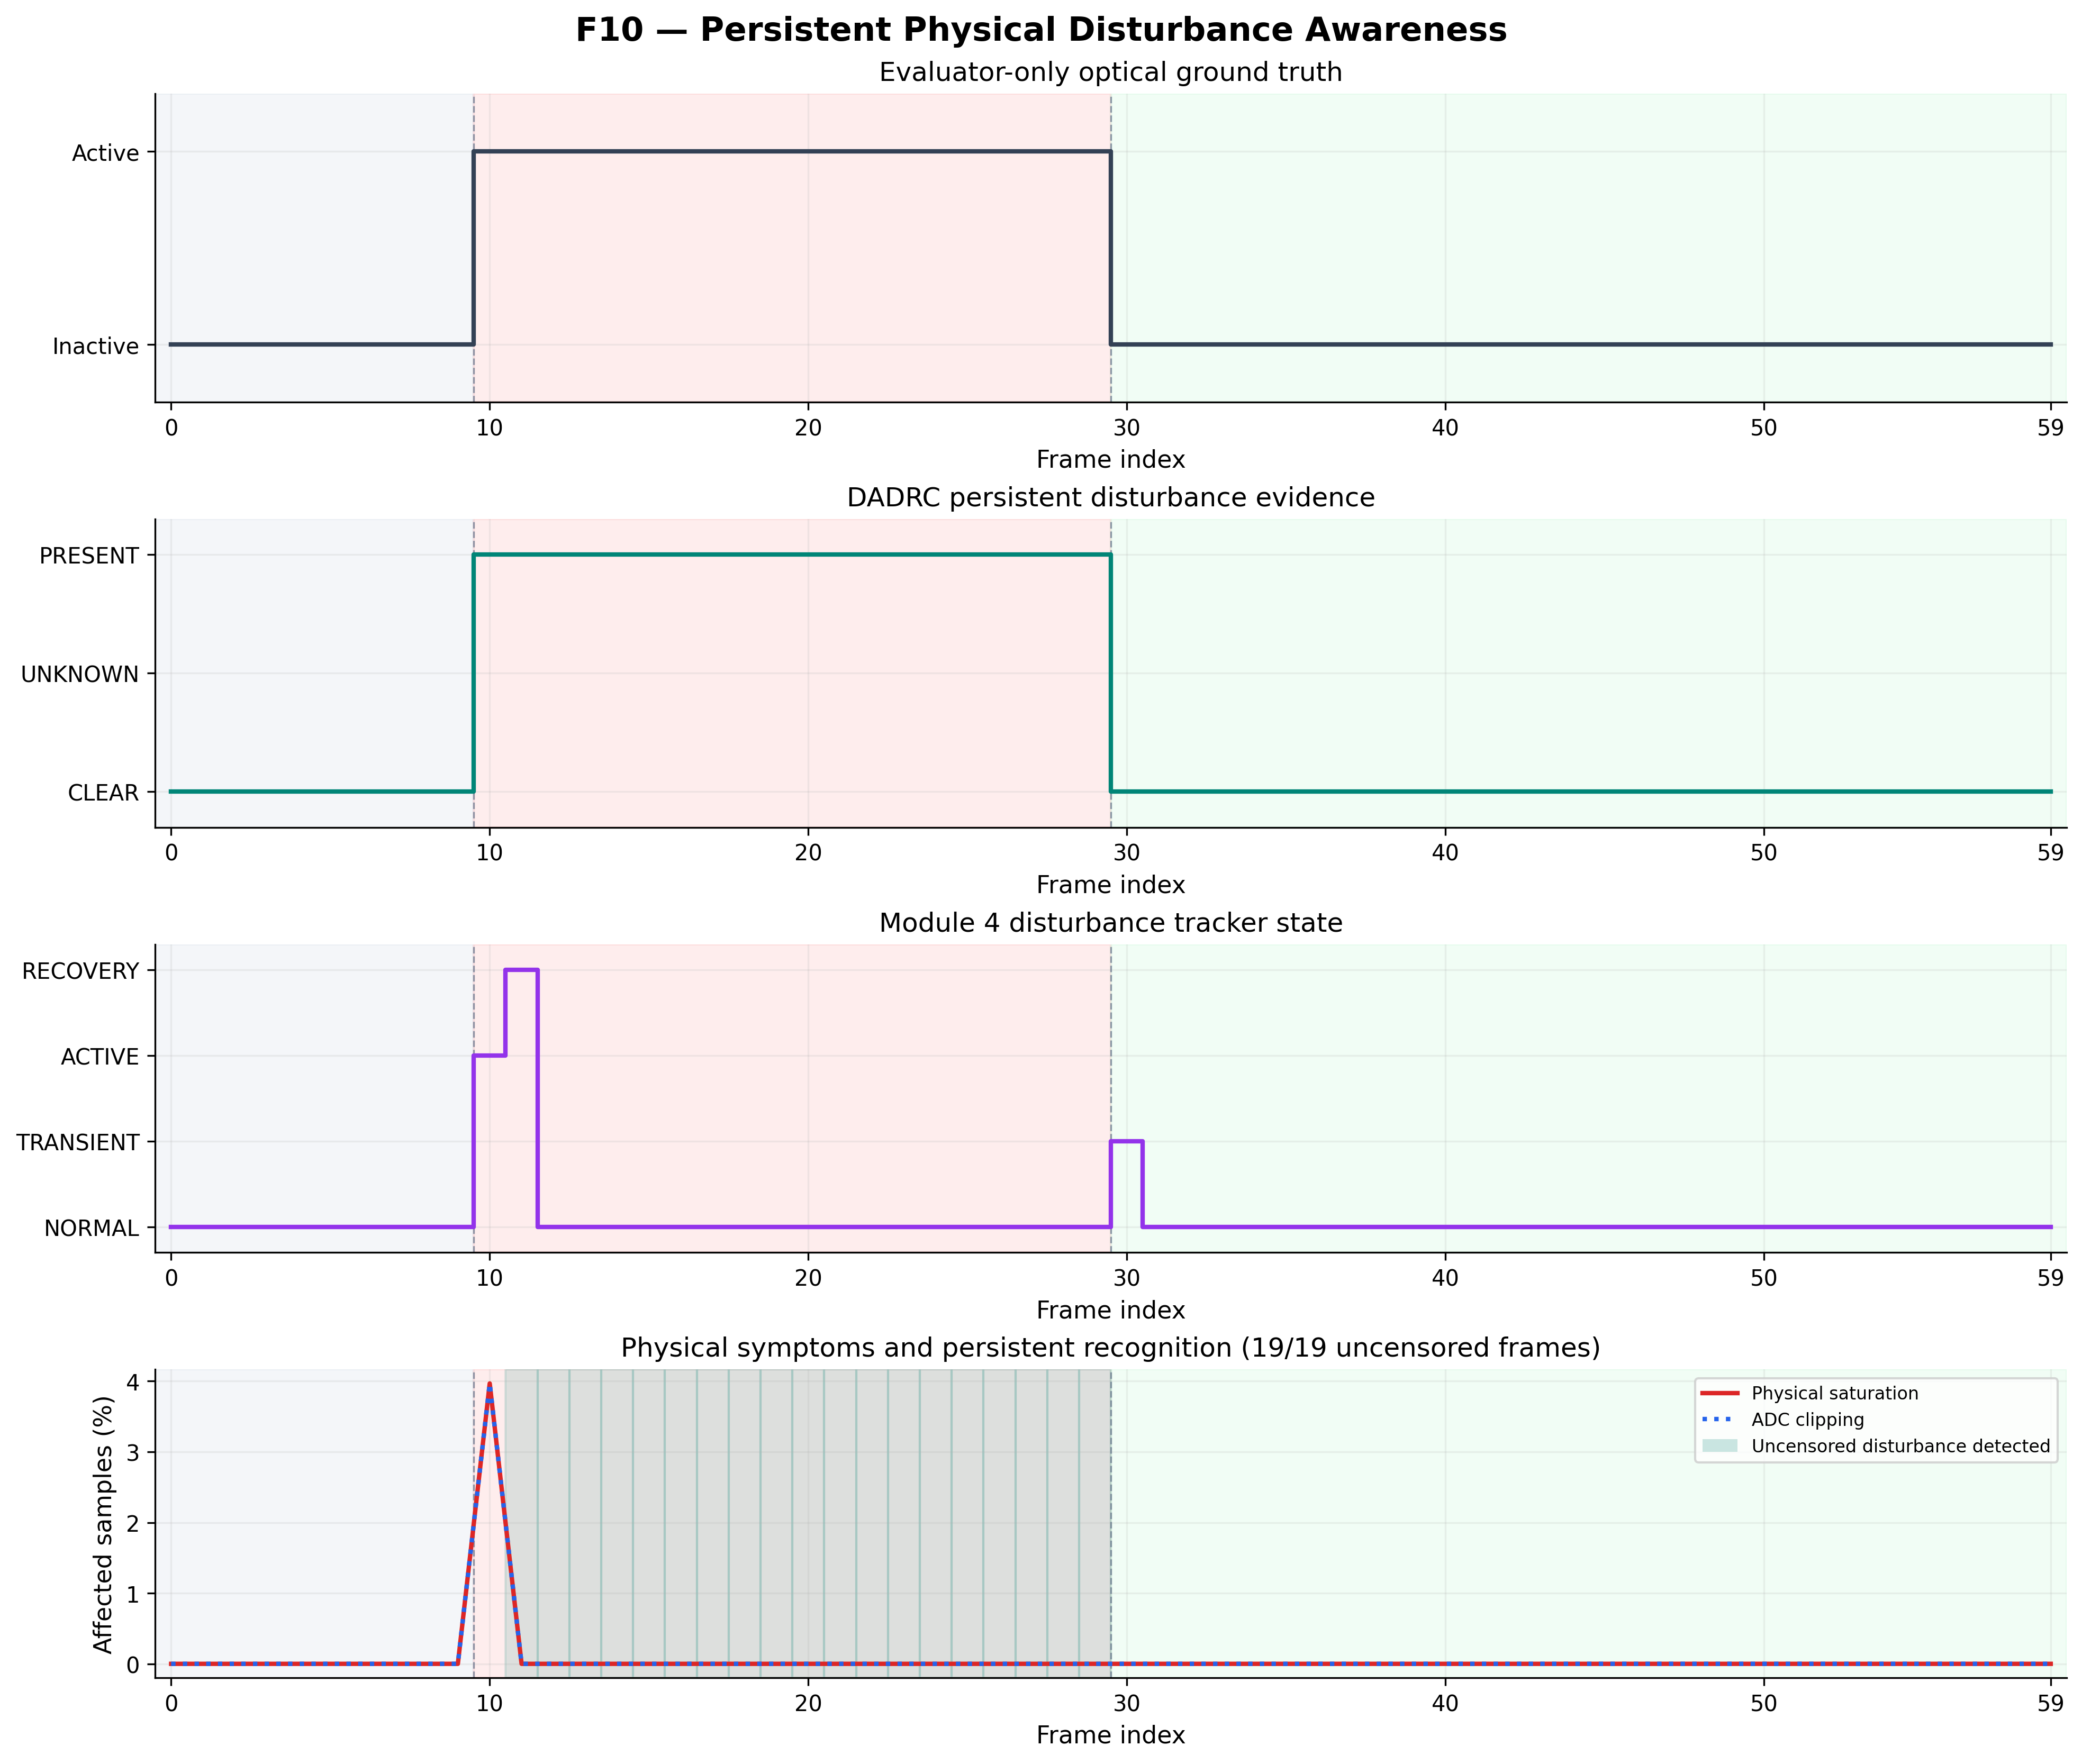 F10 — Persistent Physical Disturbance Awareness
Evaluator-only optical ground truth
Active
Inactive
0 10 20 30 40 50 59
Frame index
DADRC persistent disturbance evidence
PRESENT
UNKNOWN
CLEAR
0 10 20 30 40 50 59
Frame index
Module 4 disturbance tracker state
RECOVERY
ACTIVE
TRANSIENT
NORMAL
0 10 20 30 40 50 59
Frame index
Physical symptoms and persistent recognition (19/19 uncensored frames)
Affected samples (%)
4
3
2
1
0
Physical saturation
ADC clipping
Uncensored disturbance detected
0 10 20 30 40 50 59
Frame index